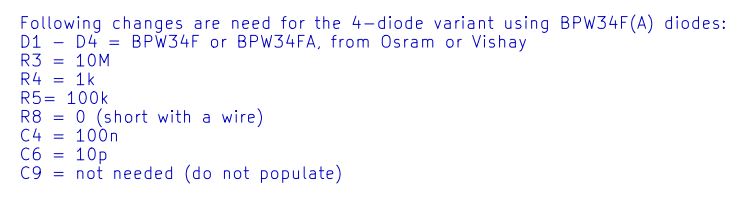 Following changes are need for the 4-diode variant using BPW34F(A) diodes:
D1 - D4 = BPW34F or BPW34FA, from Osram or Vishay
R3 = 10M
R4 = 1k
R5= 100k
R8 = 0 (short with a wire)
C4 = 100n
C6 = 10p
C9 = not needed (do not populate)